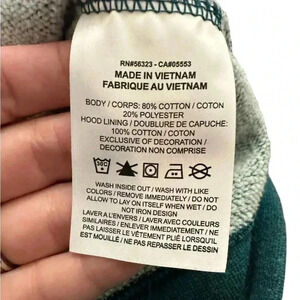 RN#56323 - CA#05553
MADE IN VIETNAM
FABRIQUE AU VIETNAM
BODY / CORPS: 80% COTTON / COTON
20% POLYESTER
HOOD LINING / DOUBLURE DE CAPUCHE:
100% COTTON / COTON
EXCLUSIVE OF DECORATION /
DECORATION NON COMPRISE
30C
WASH INSIDE OUT / WASH WITH LIKE
COLORS / REMOVE IMMEDIATELY / DO NOT
ALLOW TO LAY ON ITSELF WHEN WET / DO
NOT IRON DESIGN
LAVER A L'ENVERS / LAVER AVEC COULEURS
SIMILAIRES / ENLEVER IMMEDIATEMENT / NE
PAS LAISSER LE VÊTEMENT PLIÉ LORSQU'IL
EST MOUILLÉ / NE PAS REPASSER LE DESSIN